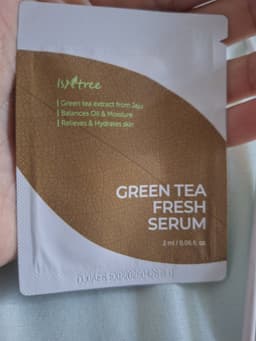 isNtree
Green tea extract from Jeju
Balances Oil & Moisture
Relieves & Hydrates skin
GREEN TEA
FRESH
SERUM
2 ml / 0.06 fl. oz.